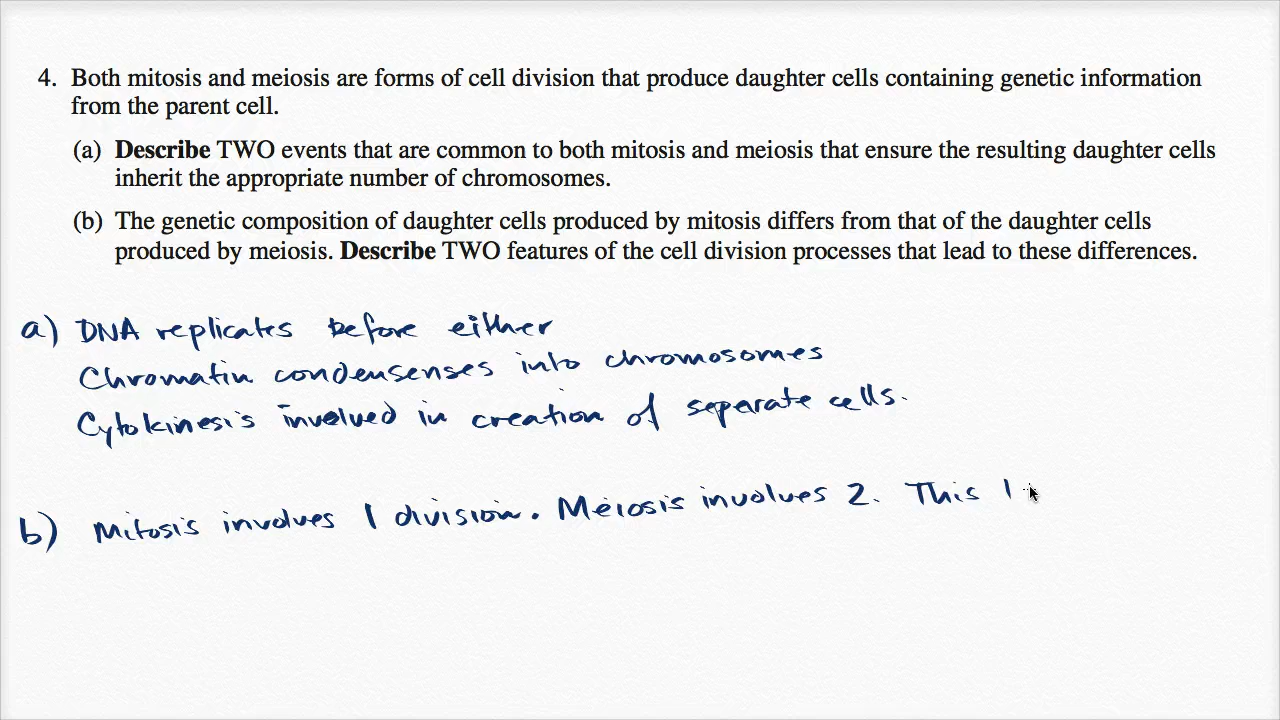 4. Both mitosis and meiosis are forms of cell division that produce daughter cells containing genetic information
from the parent cell.
(a) Describe TWO events that are common to both mitosis and meiosis that ensure the resulting daughter cells
inherit the appropriate number of chromosomes.
(b) The genetic composition of daughter cells produced by mitosis differs from that of the daughter cells
produced by meiosis. Describe TWO features of the cell division processes that lead to these differences.
a) DNA replicates before either
Chromatin condensenses into chromosomes
Cytokinesis involved in creation of separate cells.
b) Mitosis involves 1 division. Meiosis involves 2. This